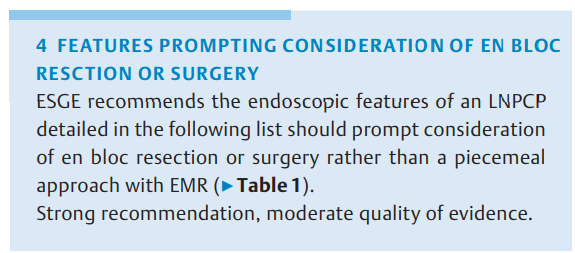 4 FEATURES PROMPTING CONSIDERATION OF EN BLOC
RESCTION OR SURGERY
ESGE recommends the endoscopic features of an LNPCP
detailed in the following list should prompt consideration
of en bloc resection or surgery rather than a piecemeal
approach with EMR (▶Table 1).
Strong recommendation, moderate quality of evidence.